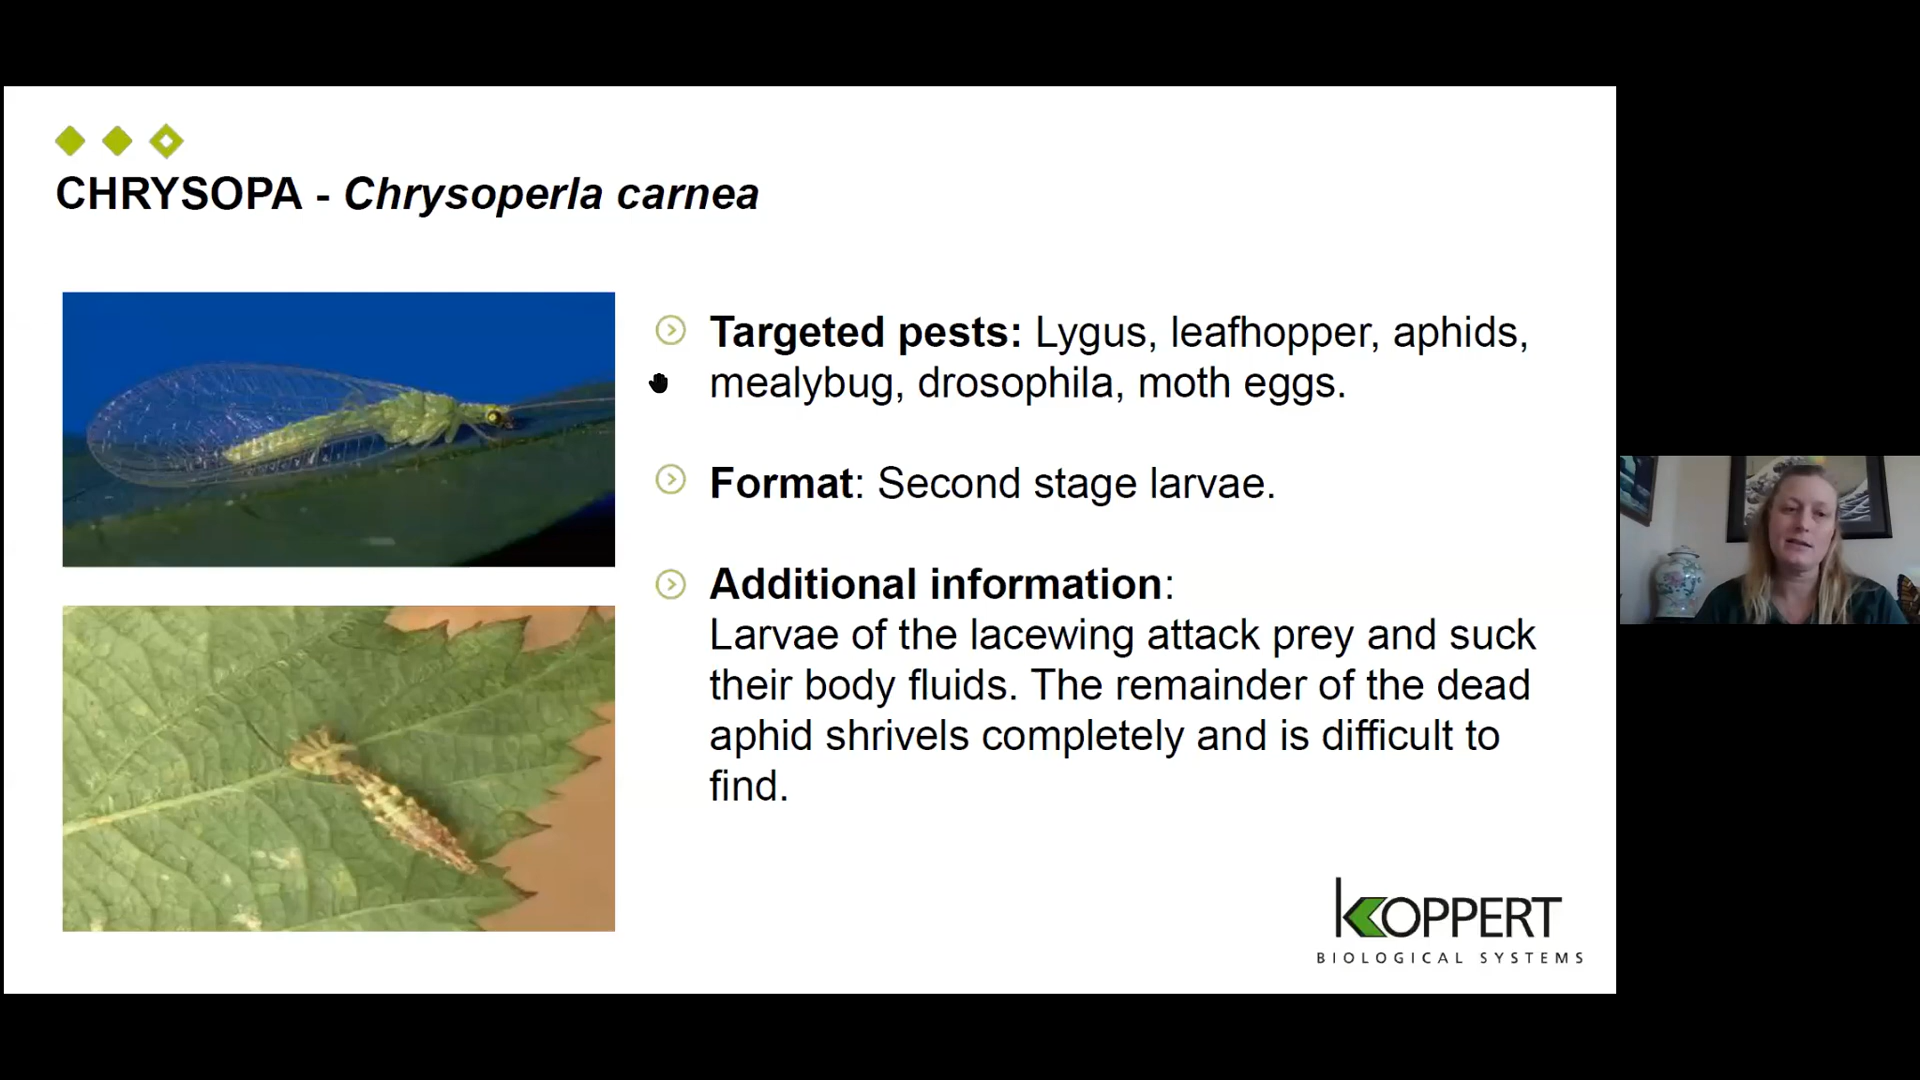 CHRYSOPA - Chrysoperla carnea
Targeted pests: Lygus, leafhopper, aphids,
mealybug, drosophila, moth eggs.
Format: Second stage larvae.
Additional information:
Larvae of the lacewing attack prey and suck
their body fluids. The remainder of the dead
aphid shrivels completely and is difficult to
find.
KOPPERT
BIOLOGICAL SYSTEMS